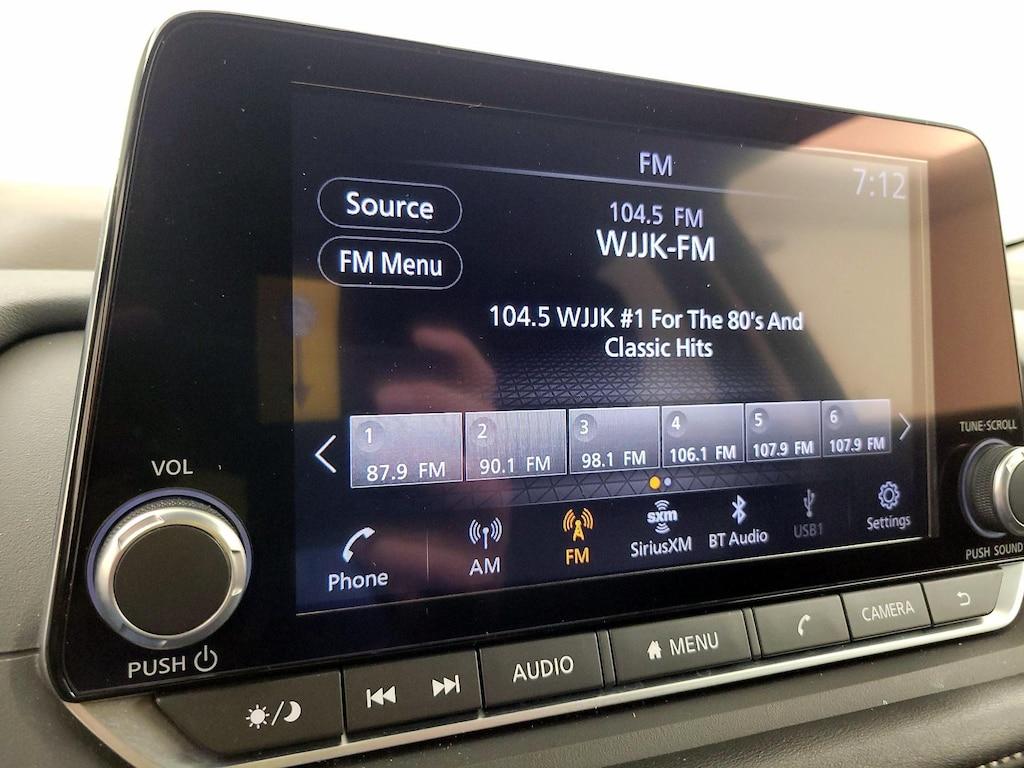 FM
7:12
Source
104.5 FM
WJJK-FM
FM Menu
104.5 WJJK #1 For The 80's And
Classic Hits
1
87.9 FM
2
90.1 FM
3
98.1 FM
4
106.1 FM
5
107.9 FM
6
107.9 FM
Phone
AM
FM
sxm
SiriusXM
BT Audio
USB1
Settings
VOL
PUSH
TUNE·SCROLL
PUSH SOUND
AUDIO
MENU
CAMERA